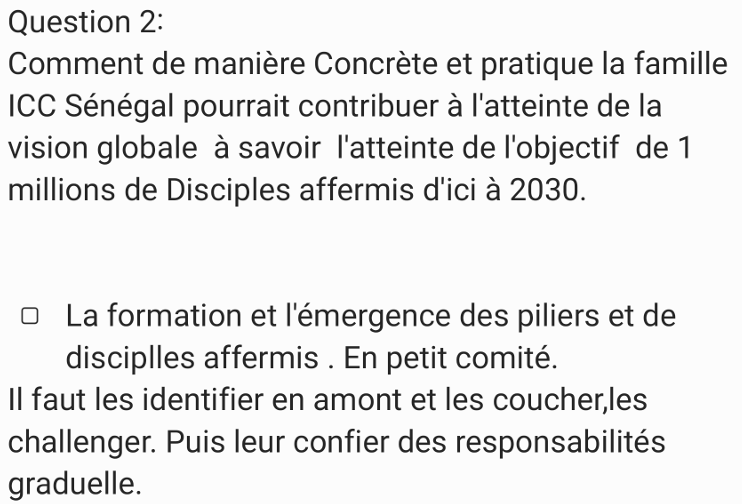 Question 2:
Comment de manière Concrète et pratique la famille
ICC Sénégal pourrait contribuer à l'atteinte de la
vision globale  à savoir  l'atteinte de l'objectif  de 1
millions de Disciples affermis d'ici à 2030.
▢ La formation et l'émergence des piliers et de
disciplles affermis . En petit comité.
Il faut les identifier en amont et les coucher,les
challenger. Puis leur confier des responsabilités
graduelle.